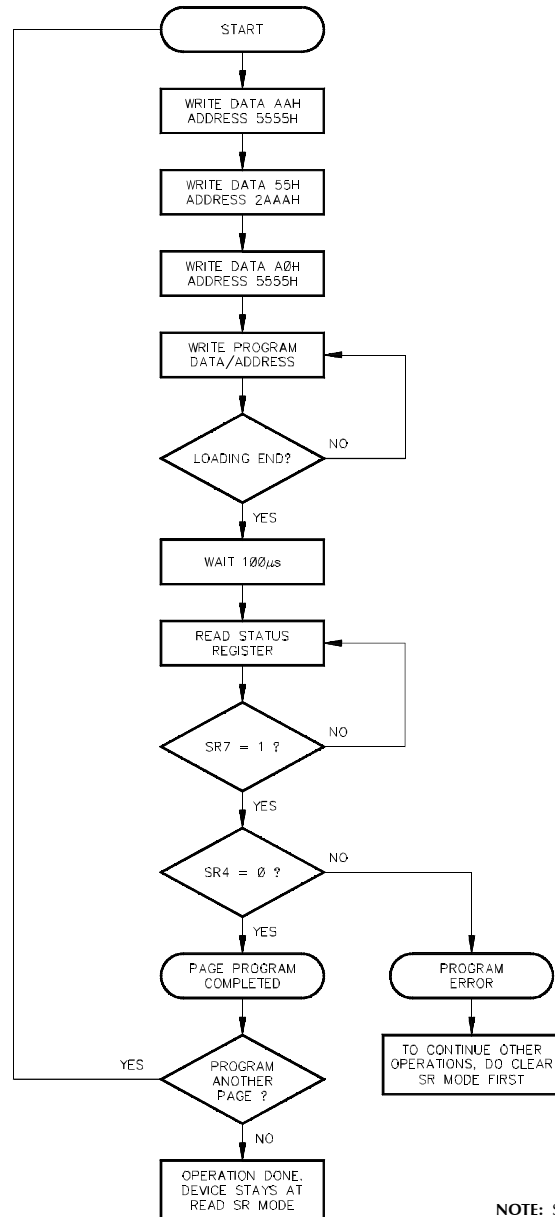 START
WRITE DATA AAH
ADDRESS 5555H
WRITE DATA 55H
ADDRESS 2AAAH
WRITE DATA AØH
ADDRESS 5555H
WRITE PROGRAM
DATA/ADDRESS
NO
LOADING END?
YES
WAIT 1ØØµs
READ STATUS
REGISTER
NO
SR7 = 1 ?
YES
NO
SR4 = Ø ?
YES
PAGE PROGRAM
COMPLETED
PROGRAM
ERROR
TO CONTINUE OTHER
OPERATIONS, DO CLEAR
SR MODE FIRST
YES
PROGRAM
ANOTHER
PAGE ?
NO
OPERATION DONE.
DEVICE STAYS AT
READ SR MODE
NOTE: S